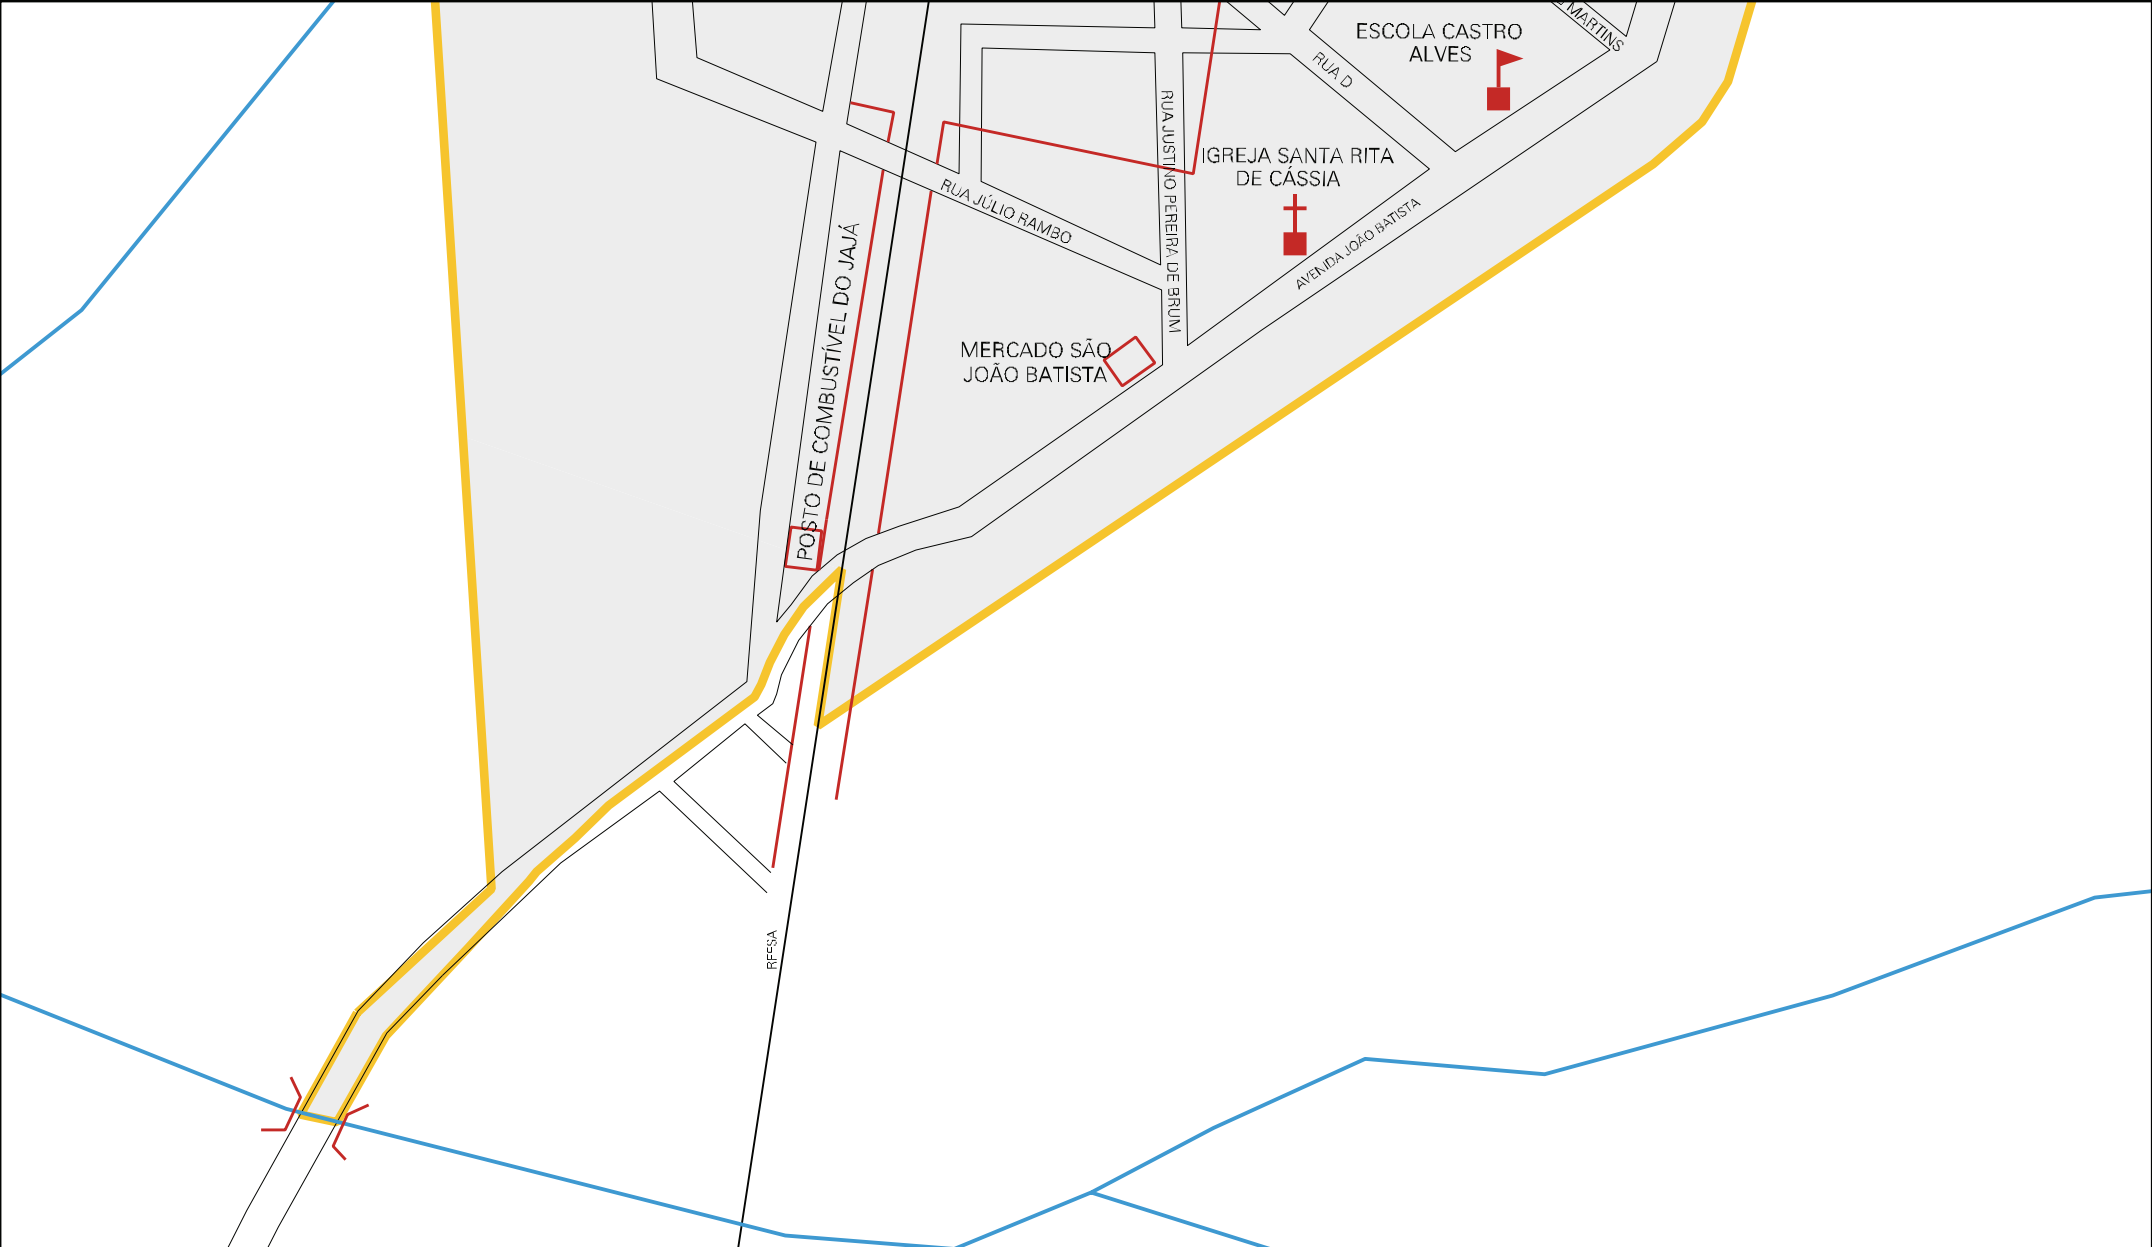 MARTINS
ESCOLA CASTRO
ALVES
RUA D
RUA JUSTINO PEREIRA DE BRUM
IGREJA SANTA RITA
DE CÁSSIA
RUA JÚLIO RAMBO
AVENIDA JOÃO BATISTA
POSTO DE COMBUSTÍVEL DO JAJÁ
MERCADO SÃO
JOÃO BATISTA
RFFSA